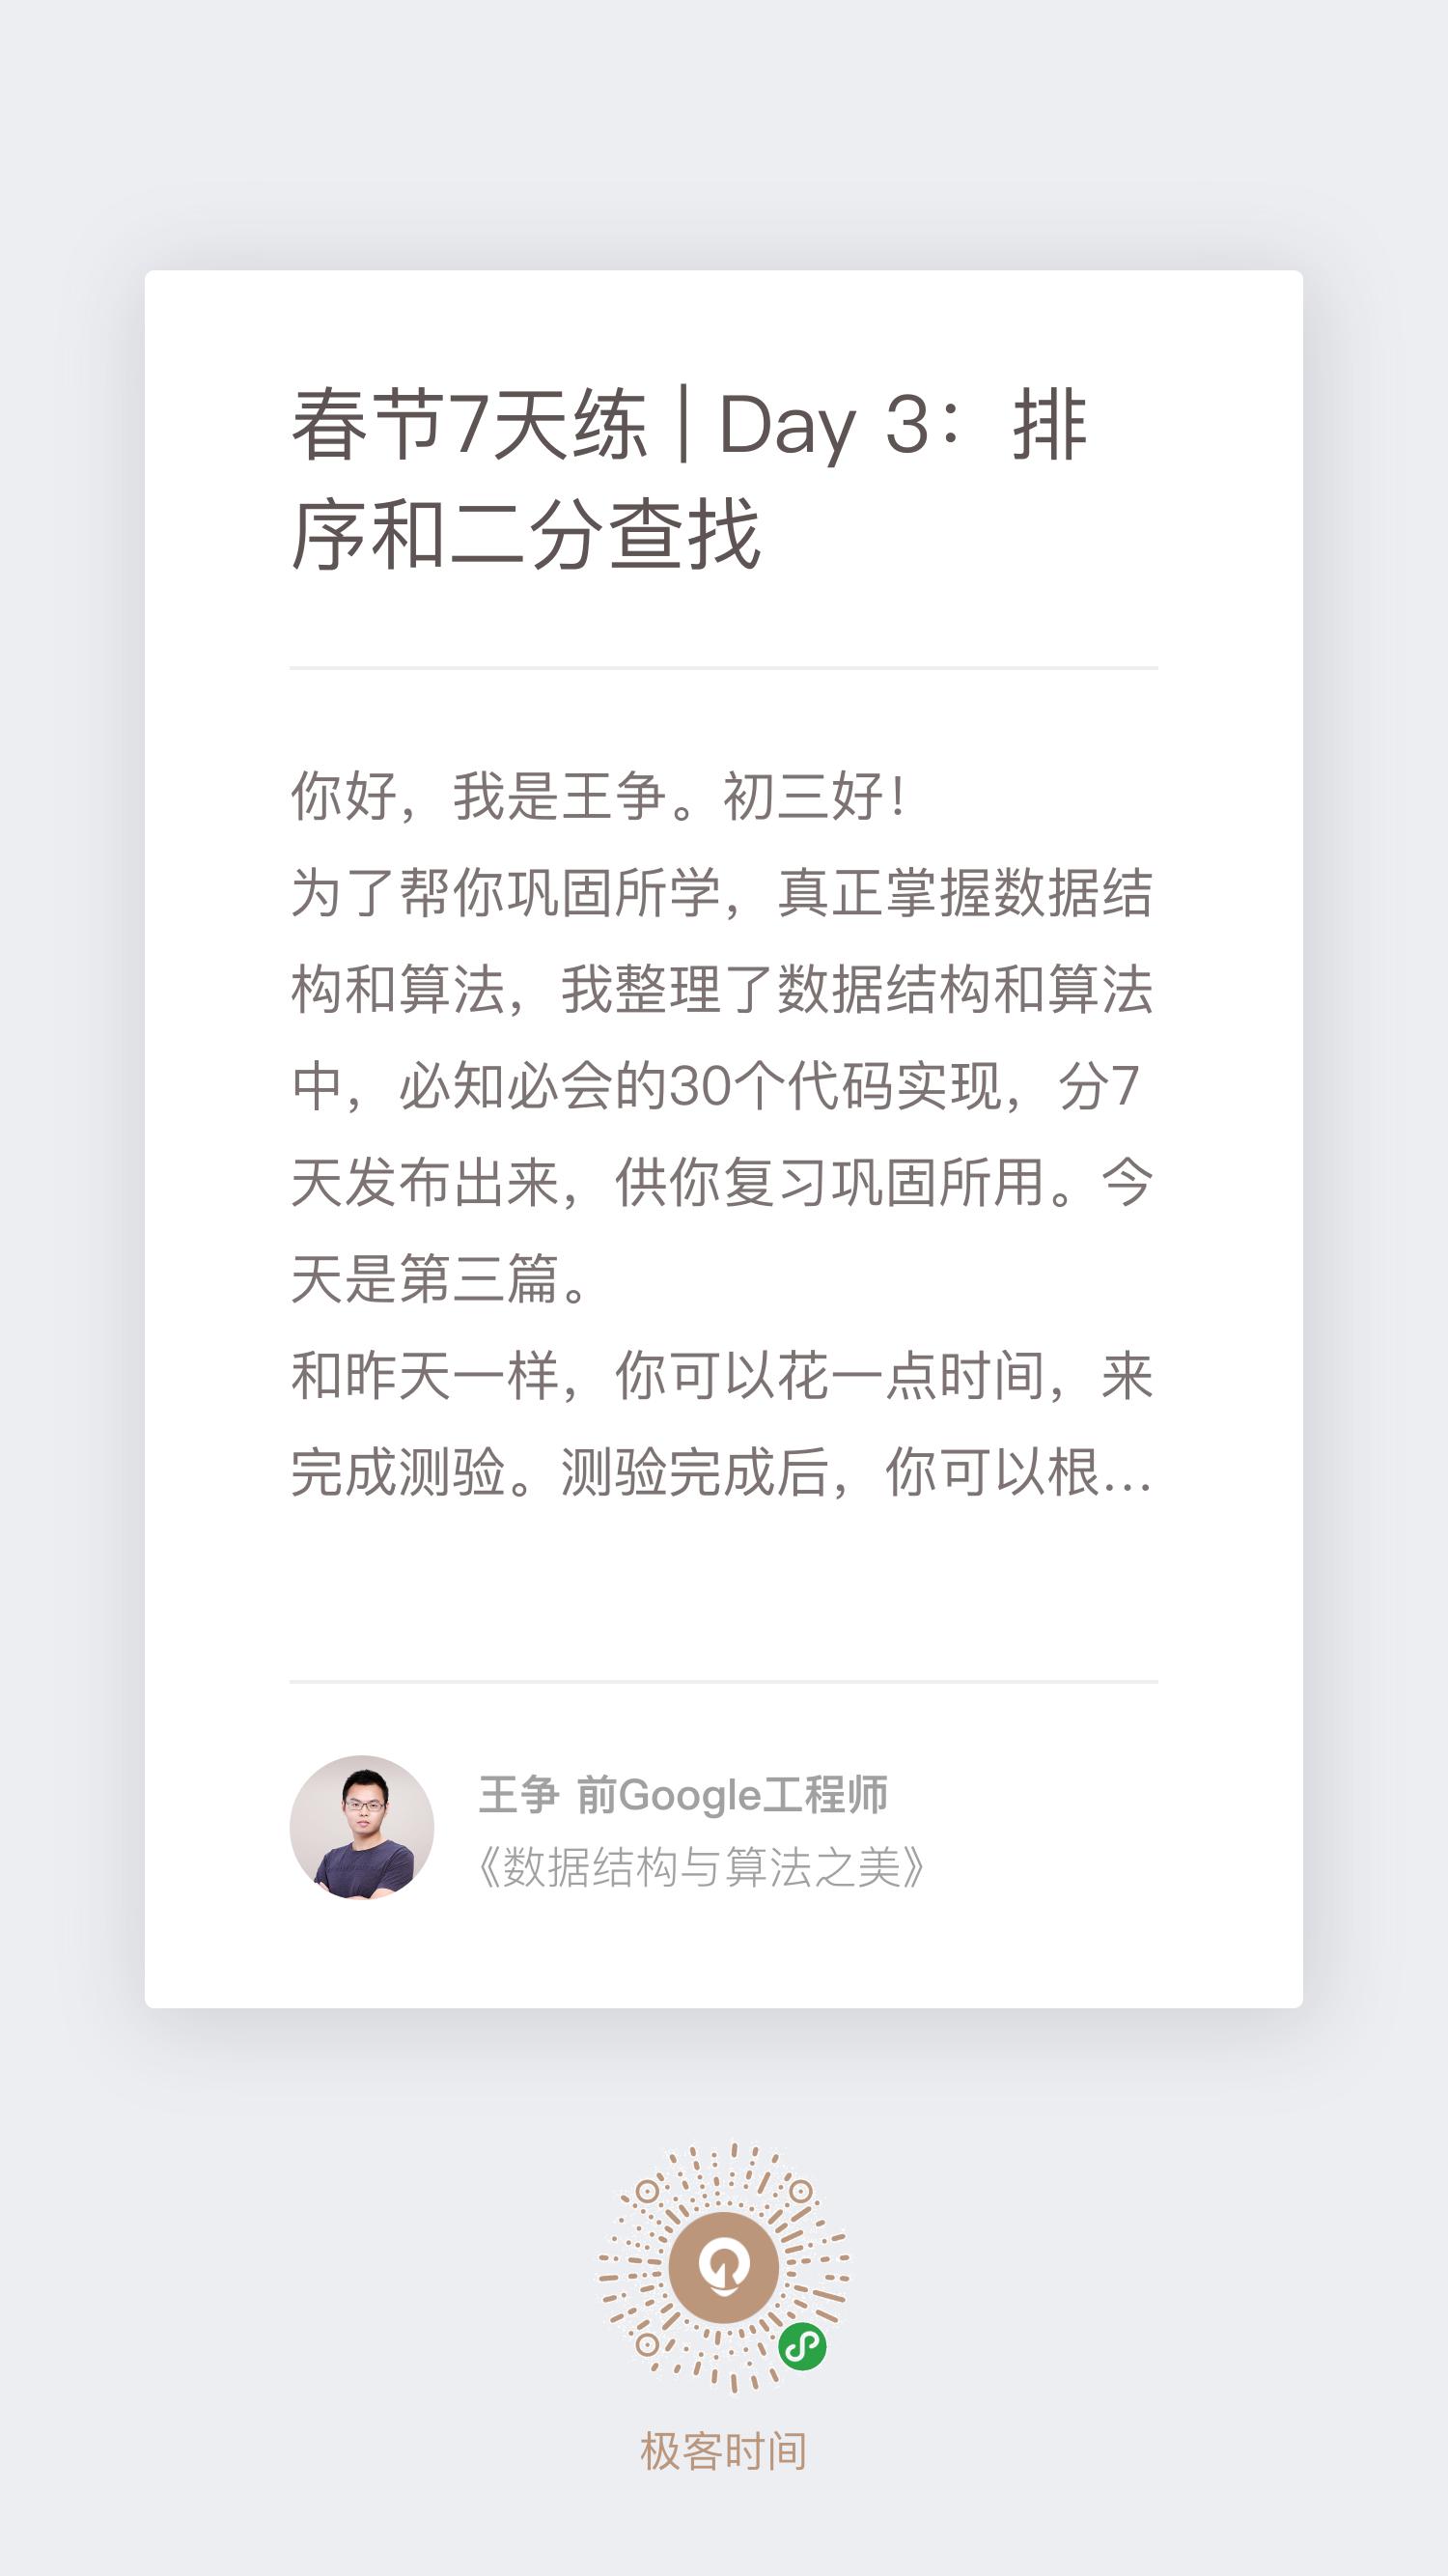 春节7天练 | Day 3：排
序和二分查找
你好，我是王争。初三好！
为了帮你巩固所学，真正掌握数据结
构和算法，我整理了数据结构和算法
中，必知必会的30个代码实现，分7
天发布出来，供你复习巩固所用。今
天是第三篇。
和昨天一样，你可以花一点时间，来
完成测验。测验完成后，你可以根...
王争 前Google工程师
《数据结构与算法之美》
极客时间